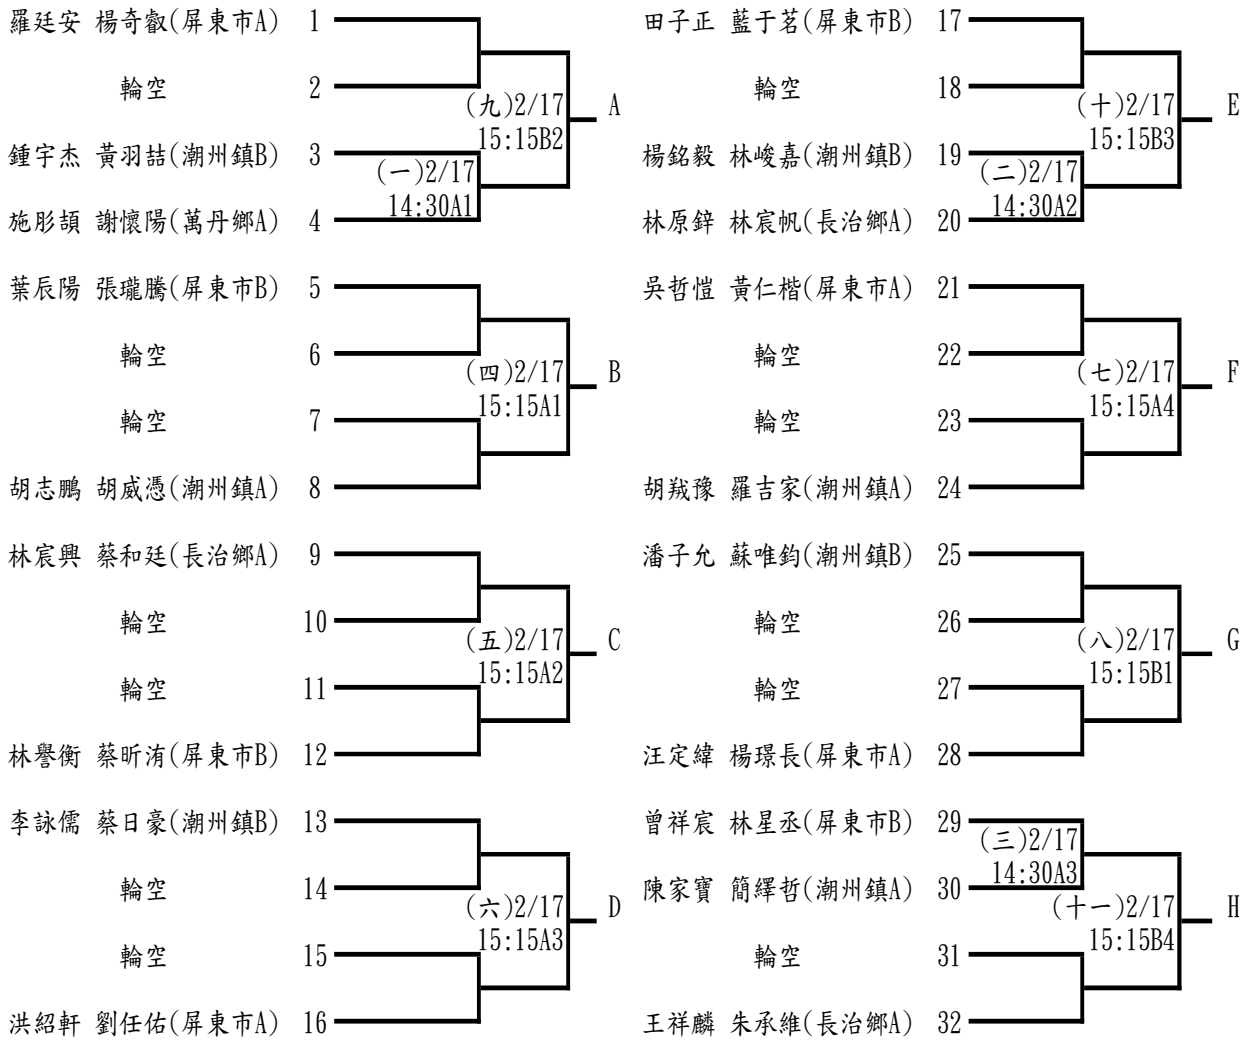 羅廷安 楊奇叡(屏東市A) 1
輪空 2
(九)2/17
15:15B2
A
鍾宇杰 黃羽喆(潮州鎮B) 3
(一)2/17
14:30A1
施彤頡 謝懷陽(萬丹鄉A) 4
葉辰陽 張瓏騰(屏東市B) 5
輪空 6
(四)2/17
15:15A1
B
輪空 7
胡志鵬 胡威憑(潮州鎮A) 8
林宸興 蔡和廷(長治鄉A) 9
輪空 10
(五)2/17
15:15A2
C
輪空 11
林譽衡 蔡昕洧(屏東市B) 12
李詠儒 蔡日豪(潮州鎮B) 13
輪空 14
(六)2/17
15:15A3
D
輪空 15
洪紹軒 劉任佑(屏東市A) 16
田子正 藍于茗(屏東市B) 17
輪空 18
(十)2/17
15:15B3
E
楊銘毅 林峻嘉(潮州鎮B) 19
(二)2/17
14:30A2
林原鋅 林宸帆(長治鄉A) 20
吳哲愷 黃仁楷(屏東市A) 21
輪空 22
(七)2/17
15:15A4
F
輪空 23
胡羢豫 羅吉家(潮州鎮A) 24
潘子允 蘇唯鈞(潮州鎮B) 25
輪空 26
(八)2/17
15:15B1
G
輪空 27
汪定緯 楊璟長(屏東市A) 28
曾祥宸 林星丞(屏東市B) 29
(三)2/17
14:30A3
陳家寶 簡繹哲(潮州鎮A) 30
(十一)2/17
15:15B4
H
輪空 31
王祥麟 朱承維(長治鄉A) 32